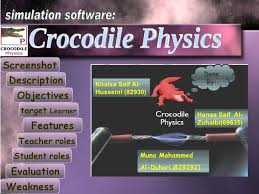 simulation software:
Crocodile Physics
P
CROCODILE
Physics
Screenshot
Description
Objectives
target Learner
Features
Teacher roles
Student roles
Evaluation
Weakness
Done
By:
Khalsa Saif Al-
Husseini (82930)
Hanaa Saif Al-
Zuhaibi(69635)
Crocodile
Physics
Muna Mohammed
Al-Duhori(829292)